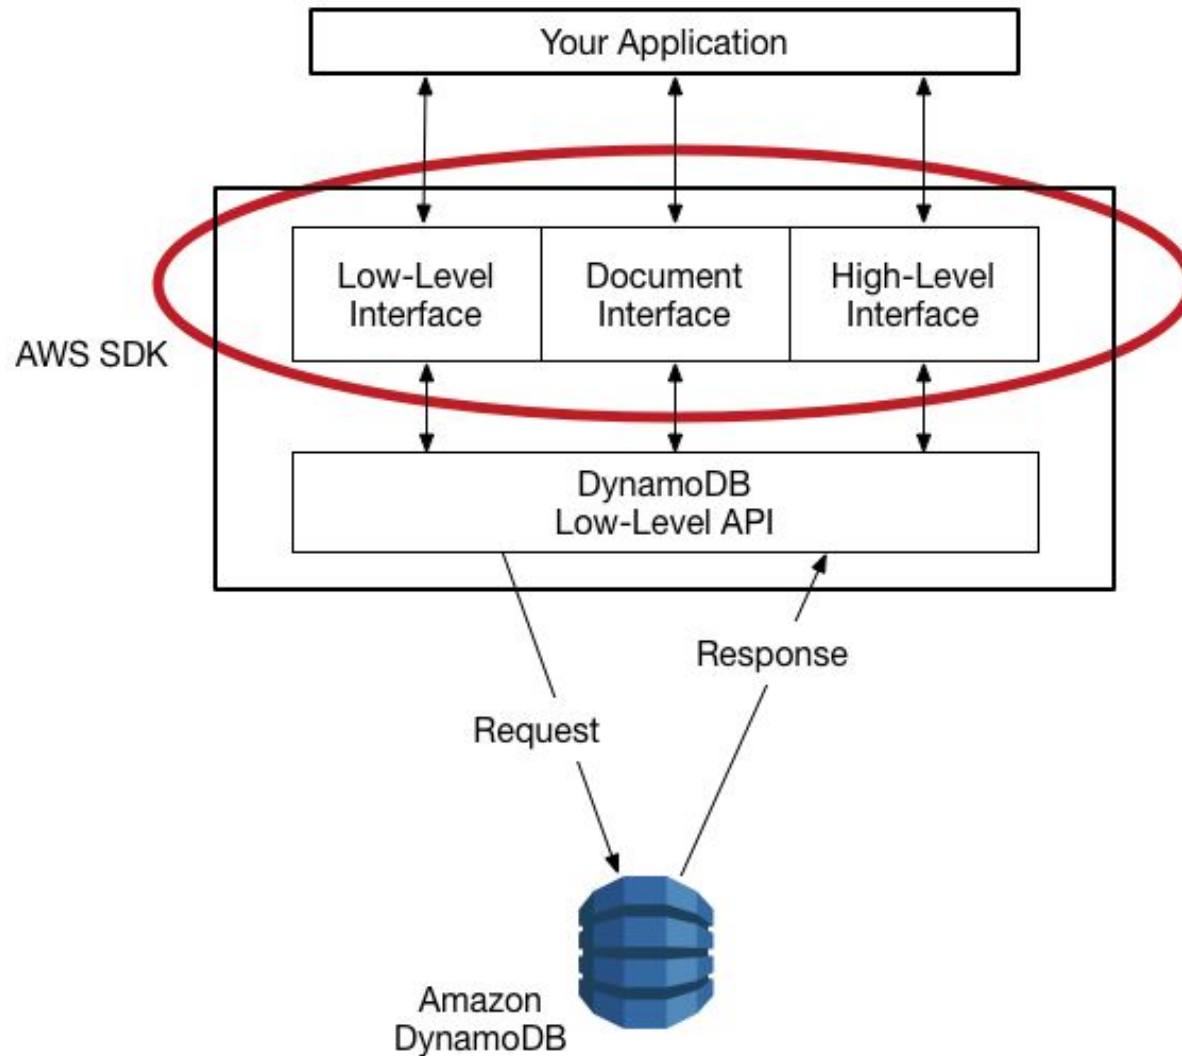 Your Application
Low-Level
Interface
Document
Interface
High-Level
Interface
AWS SDK
DynamoDB
Low-Level API
Response
Request
Amazon
DynamoDB